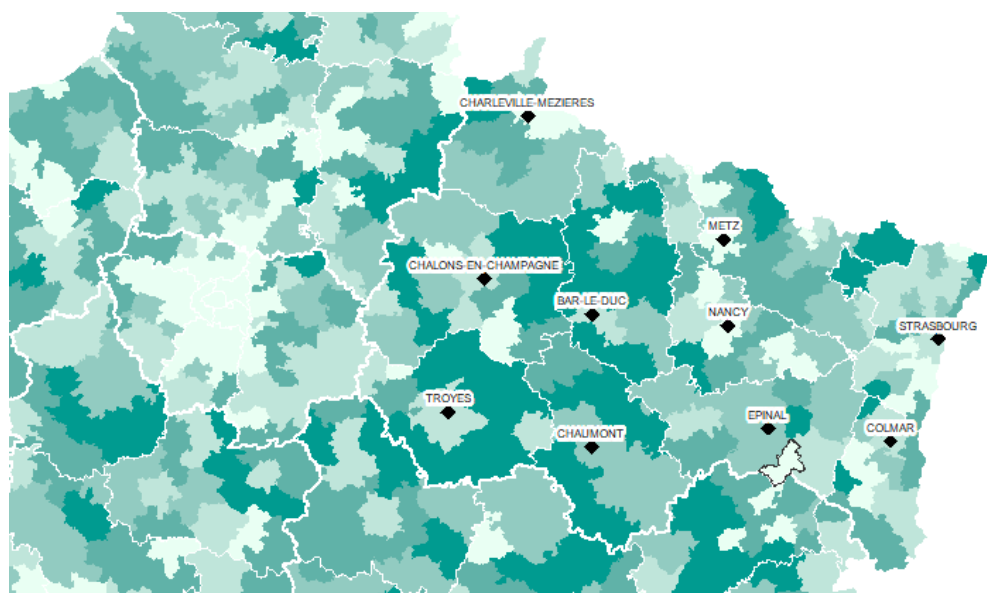 CHARLEVILLE-MEZIERES
METZ
CHALONS-EN-CHAMPAGNE
BAR-LE-DUC
NANCY
STRASBOURG
TROYES
EPINAL
CHAUMONT
COLMAR